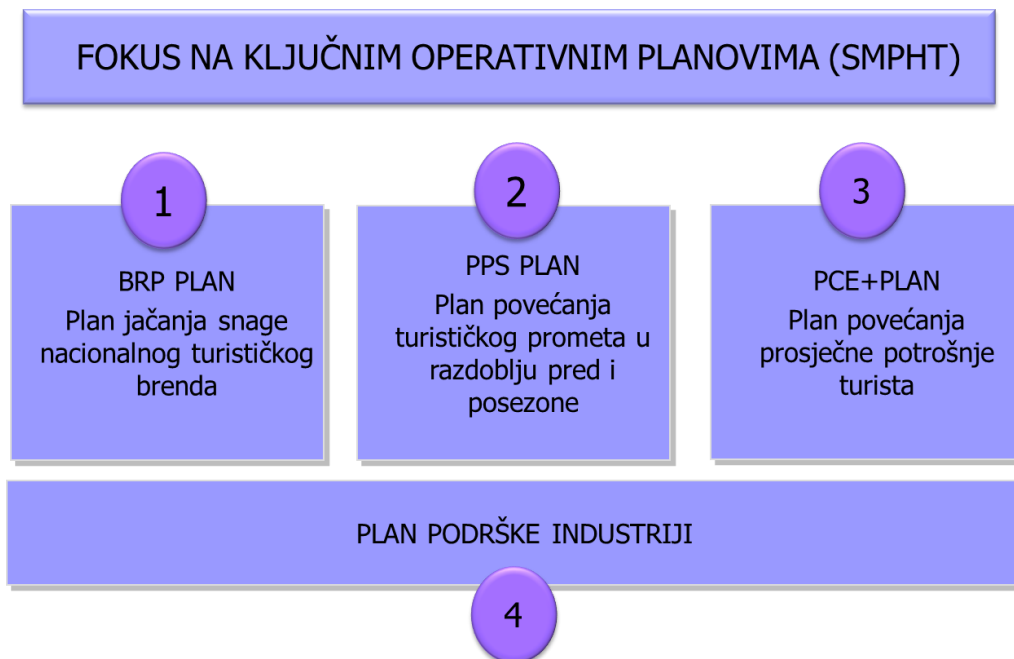 FOKUS NA KLJUČNIM OPERATIVNIM PLANOVIMA (SMPHT)
1
BRP PLAN
Plan jačanja snage
nacionalnog turističkog
brenda
2
PPS PLAN
Plan povećanja
turističkog prometa u
razdoblju pred i
posezone
3
PCE+PLAN
Plan povećanja
prosječne potrošnje
turista
PLAN PODRŠKE INDUSTRIJI
4